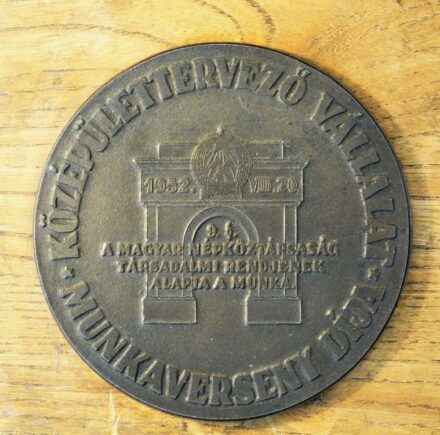 KÖZÉPÜLETTERVEZŐ VÁLLALAT
MUNKAVERSENY DÍJA
1952. VIII. 20.
9. §.
A MAGYAR NÉPKÖZTÁRSASÁG
TÁRSADALMI RENDJÉNEK
ALAPJA A MUNKA.